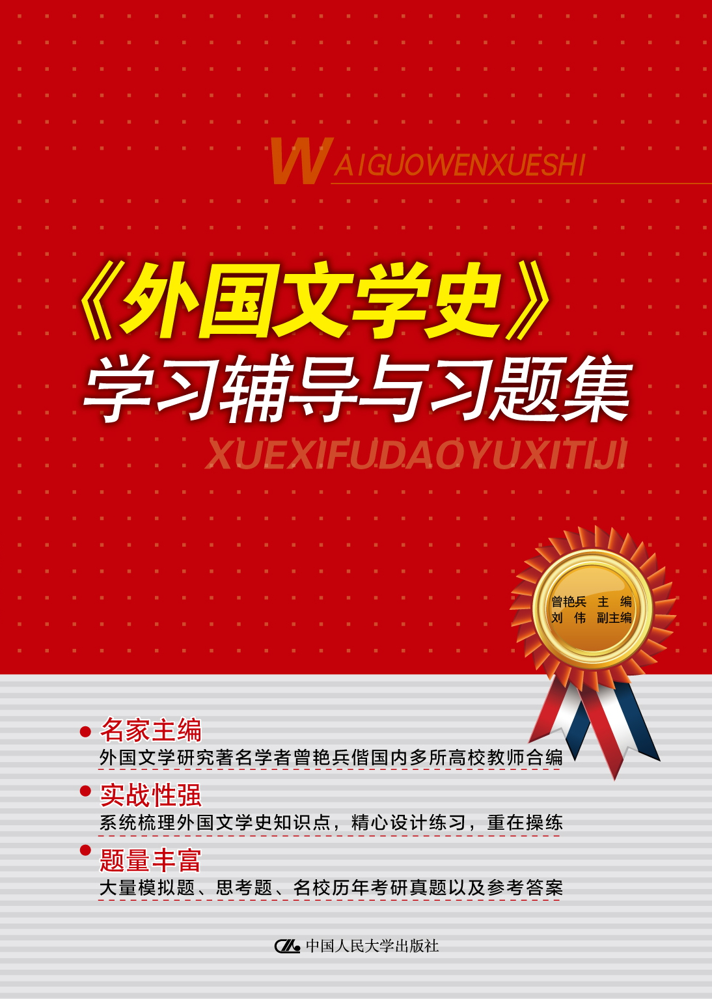 WAIGUOWENXUESHI
《外国文学史》
学习辅导与习题集
XUEXIFUDAOYUXITIJI
曾艳兵 主 编
刘 伟 副主编
名家主编
外国文学研究著名学者曾艳兵偕国内多所高校教师合编
实战性强
系统梳理外国文学史知识点，精心设计练习，重在操练
题量丰富
大量模拟题、思考题、名校历年考研真题以及参考答案
中国人民大学出版社